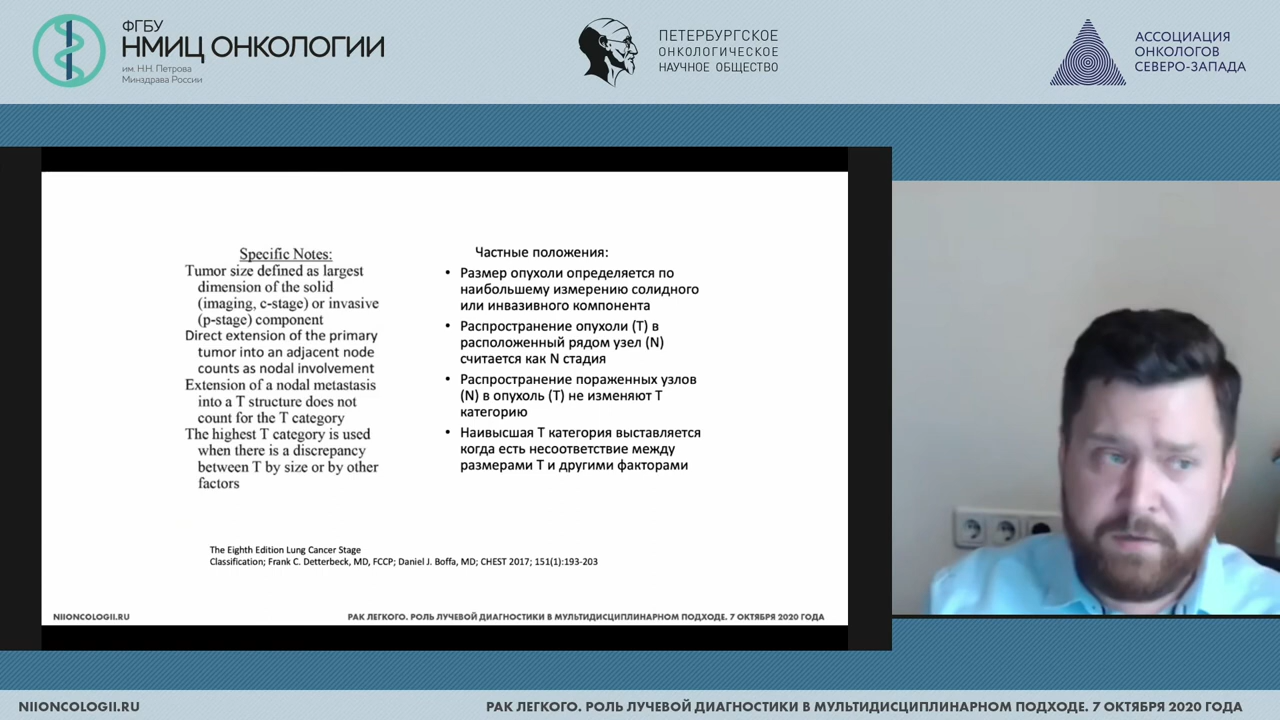 ФГБУ
НМИЦ ОНКОЛОГИИ
им. Н.Н. Петрова
Минздрава России
ПЕТЕРБУРГСКОЕ
ОНКОЛОГИЧЕСКОЕ
НАУЧНОЕ ОБЩЕСТВО
АССОЦИАЦИЯ
ОНКОЛОГОВ
СЕВЕРО-ЗАПАДА
Specific Notes:
Tumor size defined as largest
dimension of the solid
(imaging, c-stage) or invasive
(p-stage) component
Direct extension of the primary
tumor into an adjacent node
counts as nodal involvement
Extension of a nodal metastasis
into a T structure does not
count for the T category
The highest T category is used
when there is a discrepancy
between T by size or by other
factors
Частные положения:
• Размер опухоли определяется по
наибольшему измерению солидного
или инвазивного компонента
• Распространение опухоли (T) в
расположенный рядом узел (N)
считается как N стадия
• Распространение пораженных узлов
(N) в опухоль (T) не изменяют T
категорию
• Наивысшая T категория выставляется
когда есть несоответствие между
размерами T и другими факторами
The Eighth Edition Lung Cancer Stage
Classification; Frank C. Detterbeck, MD, FCCP; Daniel J. Boffa, MD; CHEST 2017; 151(1):193-203
NIIONCOLOGII.RU
РАК ЛЕГКОГО. РОЛЬ ЛУЧЕВОЙ ДИАГНОСТИКИ В МУЛЬТИДИСЦИПЛИНАРНОМ ПОДХОДЕ. 7 ОКТЯБРЯ 2020 ГОДА
NIIONCOLOGII.RU
РАК ЛЕГКОГО. РОЛЬ ЛУЧЕВОЙ ДИАГНОСТИКИ В МУЛЬТИДИСЦИПЛИНАРНОМ ПОДХОДЕ. 7 ОКТЯБРЯ 2020 ГОДА